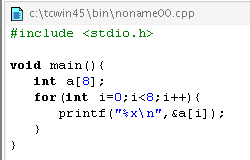 c:\tcwin45\bin\noname00.cpp
#include <stdio.h>
void main(){
int a[8];
for(int i=0;i<8;i++){
printf("%x\n",&a[i]);
}
}